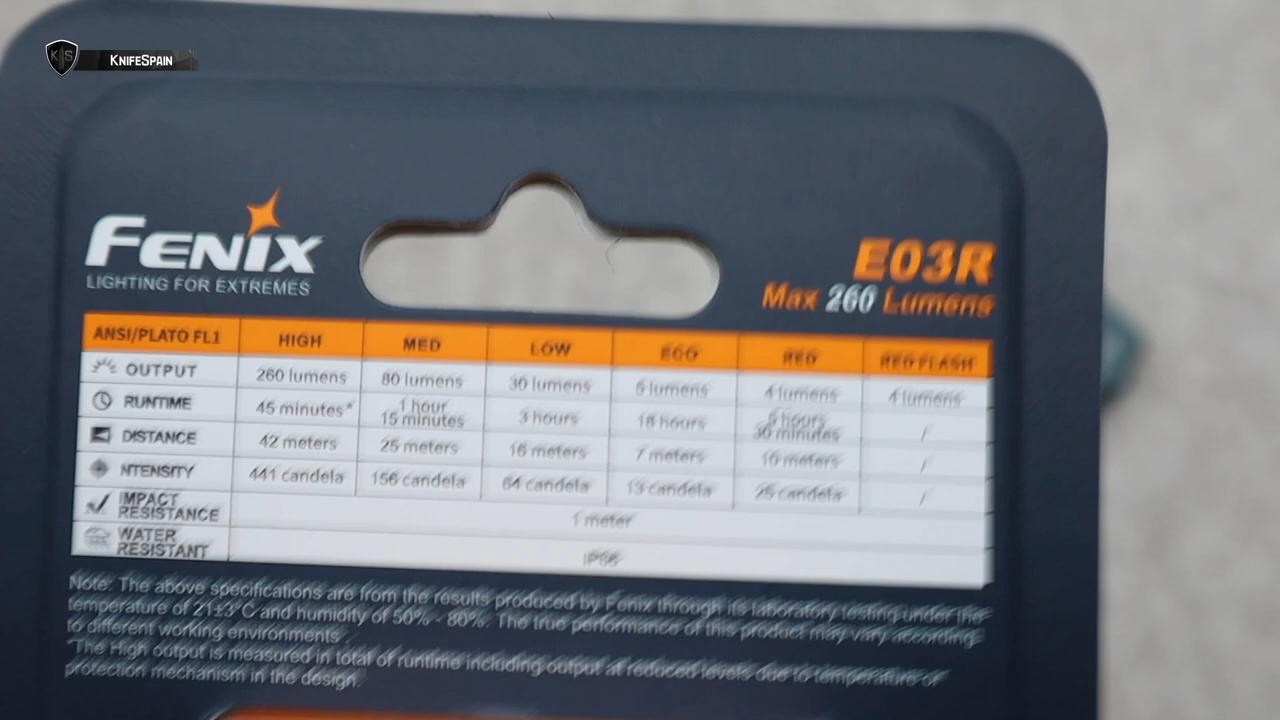 KS KNIFESPAIN
FENIX
LIGHTING FOR EXTREMES
E03R
Max 260 Lumens
ANSI/PLATO FL1 HIGH MED LOW ECO RED RED FLASH
OUTPUT 260 lumens 80 lumens 30 lumens 5 lumens 4 lumens 4 lumens
RUNTIME 45 minutes* 1 hour 15 minutes 3 hours 18 hours 5 hours 30 minutes /
DISTANCE 42 meters 25 meters 16 meters 7 meters 10 meters /
INTENSITY 441 candela 156 candela 64 candela 13 candela 25 candela /
IMPACT RESISTANCE 1 meter
WATER RESISTANT IP66
Note: The above specifications are from the results produced by Fenix through its laboratory testing under the
temperature of 21±3°C and humidity of 50% - 80%. The true performance of this product may vary according
to different working environments.
*The High output is measured in total of runtime including output at reduced levels due to temperature or
protection mechanism in the design.